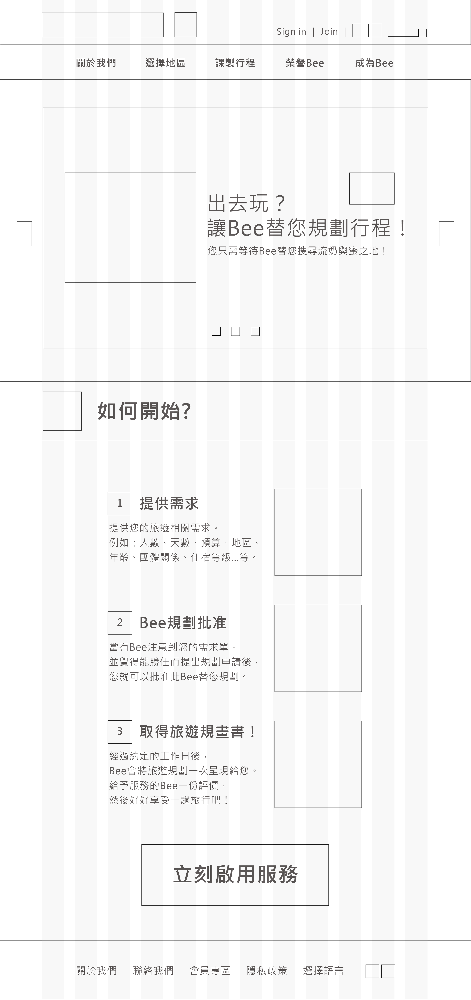 Sign in | Join |
關於我們 選擇地區 課製行程 榮譽Bee 成為Bee
出去玩？
讓Bee替您規劃行程！
您只需等待Bee替您搜尋流奶與蜜之地！
如何開始?
1 提供需求
提供您的旅遊相關需求。
例如：人數、天數、預算、地區、
年齡、團體關係、住宿等級...等。
2 Bee規劃批准
當有Bee注意到您的需求單，
並覺得能勝任而提出規劃申請後，
您就可以批准此Bee替您規劃。
3 取得旅遊規畫書！
經過約定的工作日後，
Bee會將旅遊規劃一次呈現給您。
給予服務的Bee一份評價，
然後好好享受一趟旅行吧！
立刻啟用服務
關於我們 聯絡我們 會員專區 隱私政策 選擇語言